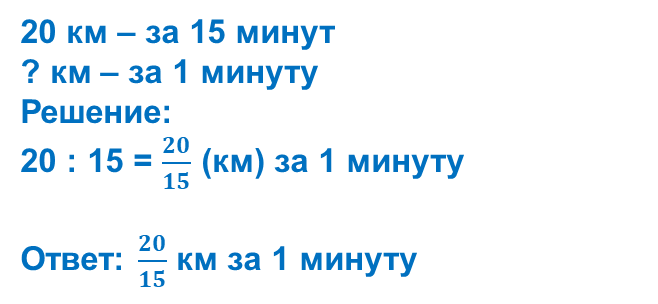 20 км – за 15 минут
? км – за 1 минуту
Решение:
20 : 15 = 20/15 (км) за 1 минуту
Ответ: 20/15 км за 1 минуту